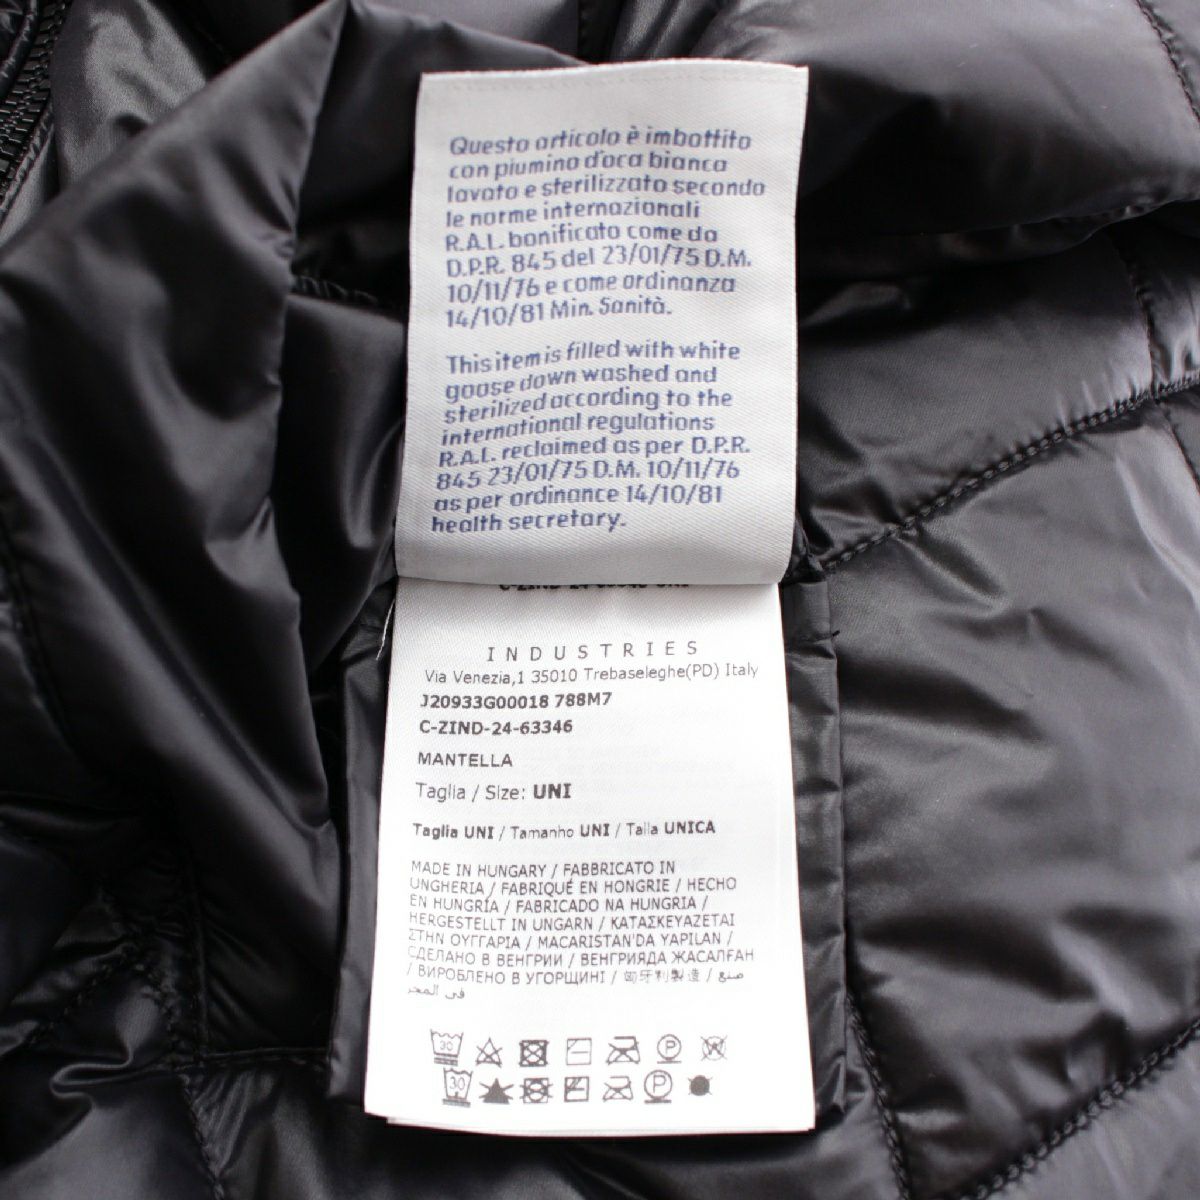 Questo articolo è imbottito
con piumino d'oca bianca
lavato e sterilizzato secondo
le norme internazionali
R.A.L. bonificato come da
D.P.R. 845 del 23/01/75 D.M.
10/11/76 e come ordinanza
14/10/81 Min. Sanità.
This item is filled with white
goose down washed and
sterilized according to the
international regulations
R.A.L. reclaimed as per D.P.R.
845 23/01/75 D.M. 10/11/76
as per ordinance 14/10/81
health secretary.
INDUSTRIES
Via Venezia,1 35010 Trebaseleghe(PD) Italy
J20933G00018 788M7
C-ZIND-24-63346
MANTELLA
Taglia / Size: UNI
Taglia UNI / Tamanho UNI / Talla UNICA
MADE IN HUNGARY / FABBRICATO IN
UNGHERIA / FABRIQUÉ EN HONGRIE / HECHO
EN HUNGRÍA / FABRICADO NA HUNGRIA /
HERGESTELLT IN UNGARN / ΚΑΤΑΣΚΕΥΑΖΕΤΑΙ
ΣΤΗΝ ΟΥΓΓΑΡΙΑ / MACARISTAN'DA YAPILAN /
СДЕЛАНО В ВЕНГРИИ / ВЕНГРИЯДА ЖАСАЛҒАН
/ ВИРОБЛЕНО В УГОРЩИНІ / 匈牙利製造 / صنع
في المجر
30 P W
30 P